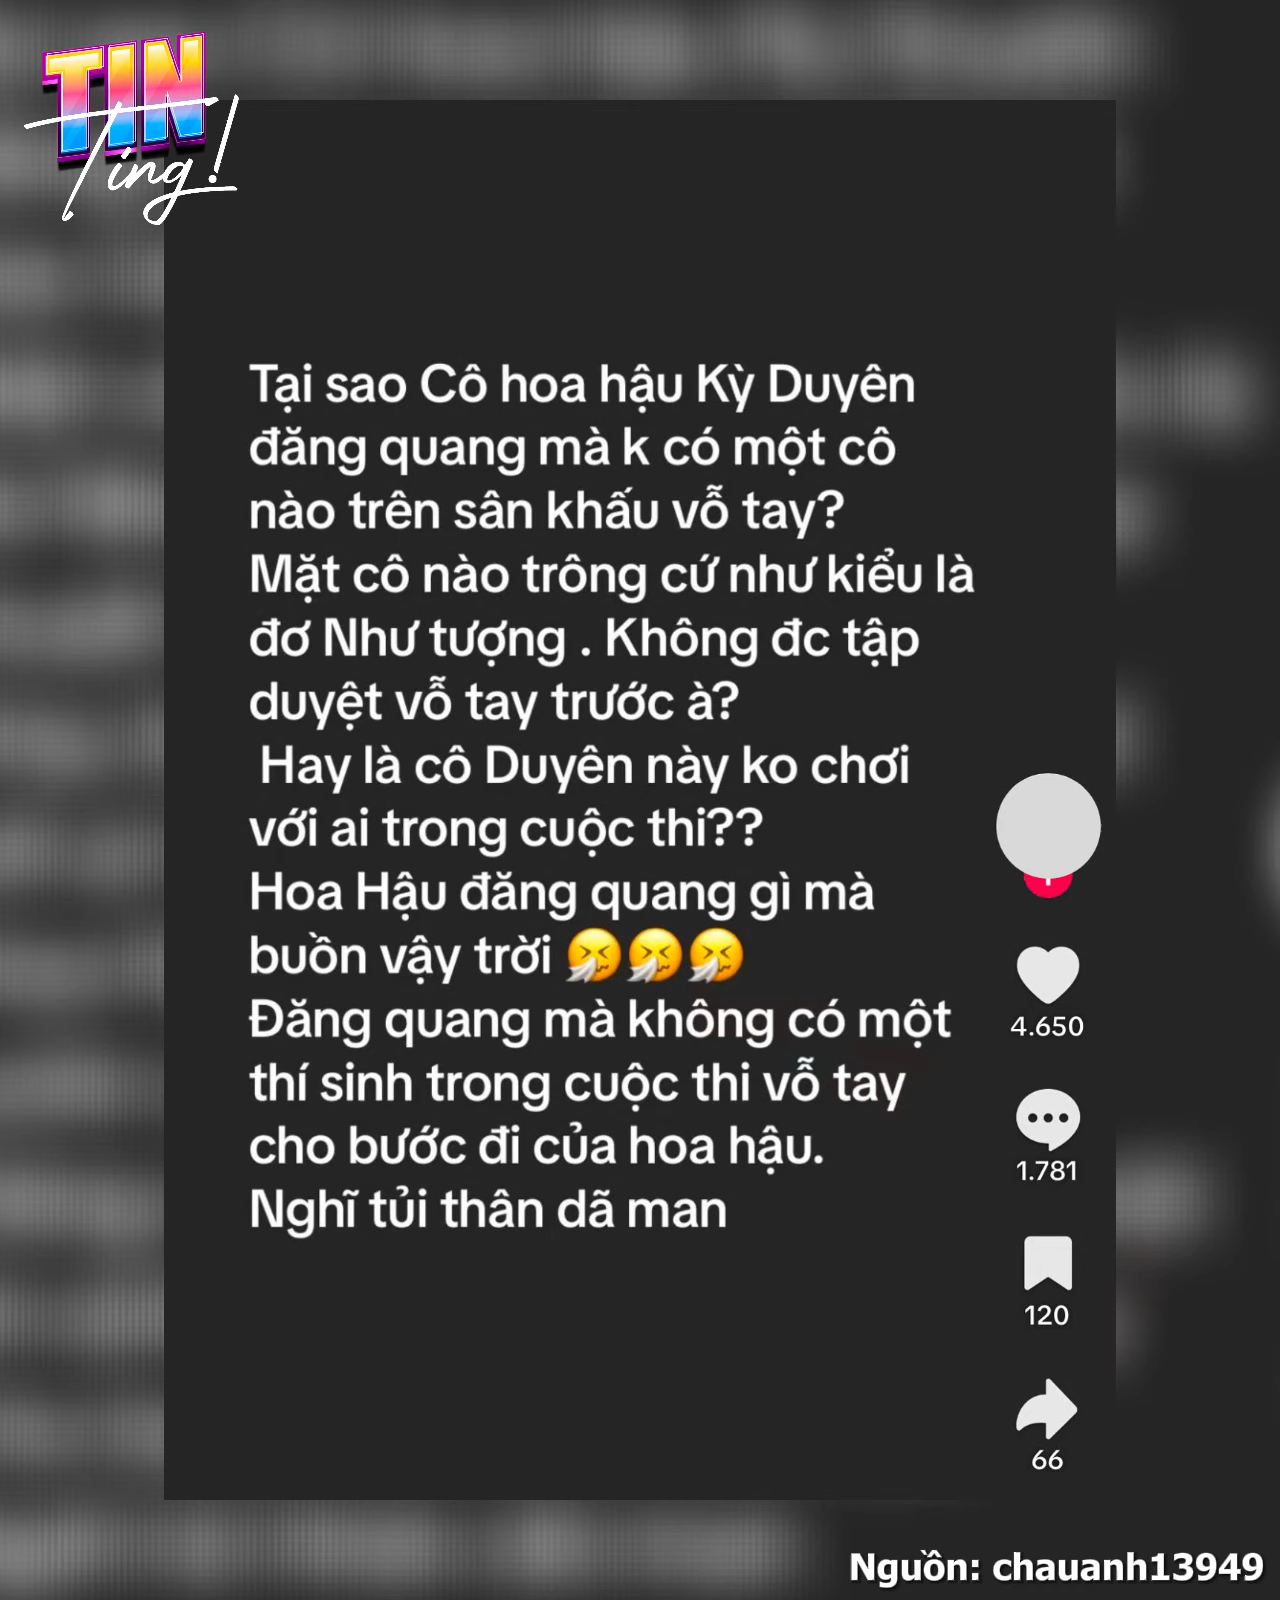 TIN
Ting!
Tại sao Cô hoa hậu Kỳ Duyên
đăng quang mà k có một cô
nào trên sân khấu vỗ tay?
Mặt cô nào trông cứ như kiểu là
đơ Như tượng . Không đc tập
duyệt vỗ tay trước à?
Hay là cô Duyên này ko chơi
với ai trong cuộc thi??
Hoa Hậu đăng quang gì mà
buồn vậy trời 🤧🤧🤧
Đăng quang mà không có một
thí sinh trong cuộc thi vỗ tay
cho bước đi của hoa hậu.
Nghĩ tủi thân dã man
4.650
1.781
120
66
Nguồn: chauanh13949